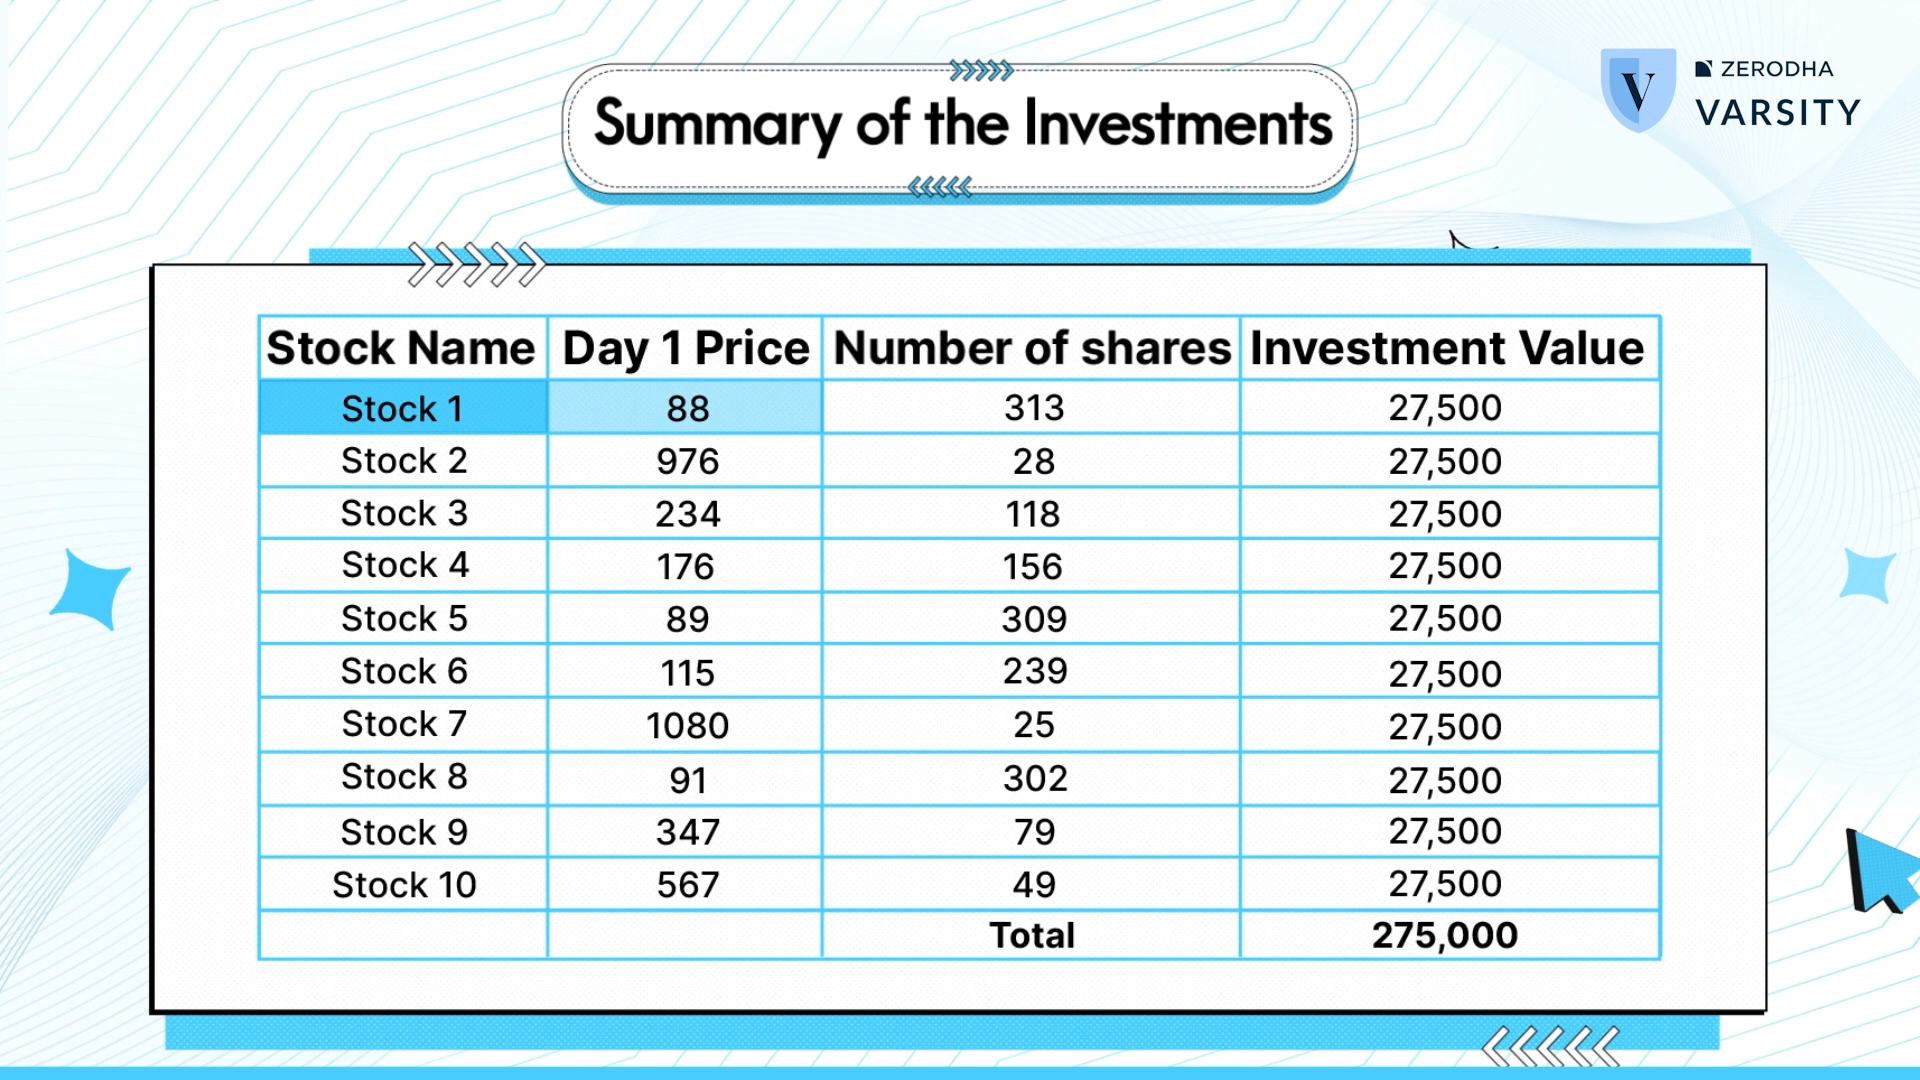 Summary of the Investments
ZERODHA
VARSITY
V
Stock Name Day 1 Price Number of shares Investment Value
Stock 1 88 313 27,500
Stock 2 976 28 27,500
Stock 3 234 118 27,500
Stock 4 176 156 27,500
Stock 5 89 309 27,500
Stock 6 115 239 27,500
Stock 7 1080 25 27,500
Stock 8 91 302 27,500
Stock 9 347 79 27,500
Stock 10 567 49 27,500
Total 275,000